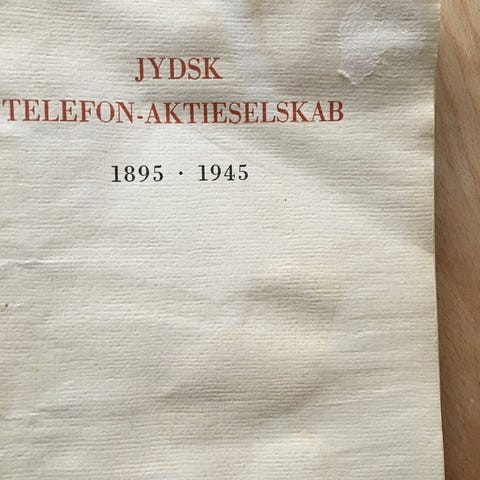 JYDSK
TELEFON-AKTIESELSKAB
1895 · 1945